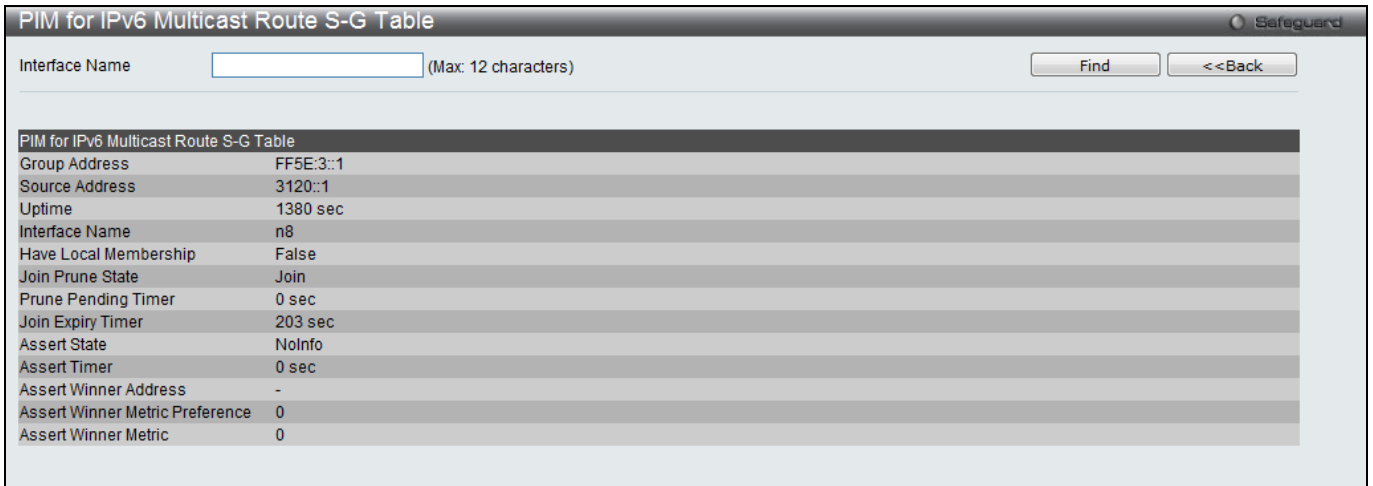 PIM for IPv6 Multicast Route S-G Table Safeguard
Interface Name (Max: 12 characters) Find <<Back
PIM for IPv6 Multicast Route S-G Table
Group Address FF5E:3::1
Source Address 3120::1
Uptime 1380 sec
Interface Name n8
Have Local Membership False
Join Prune State Join
Prune Pending Timer 0 sec
Join Expiry Timer 203 sec
Assert State NoInfo
Assert Timer 0 sec
Assert Winner Address -
Assert Winner Metric Preference 0
Assert Winner Metric 0